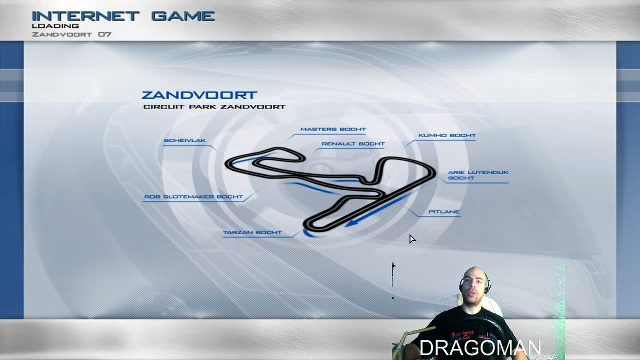 INTERNET GAME
LOADING
ZANDVOORT 07
ZANDVOORT
CIRCUIT PARK ZANDVOORT
MASTERS BOCHT
KUMHO BOCHT
SCHEIVLAK
RENAULT BOCHT
ARIE LUYENDIJK
BOCHT
ROB SLOTEMAKER BOCHT
PITLANE
TARZAN BOCHT
DRAGOMAN